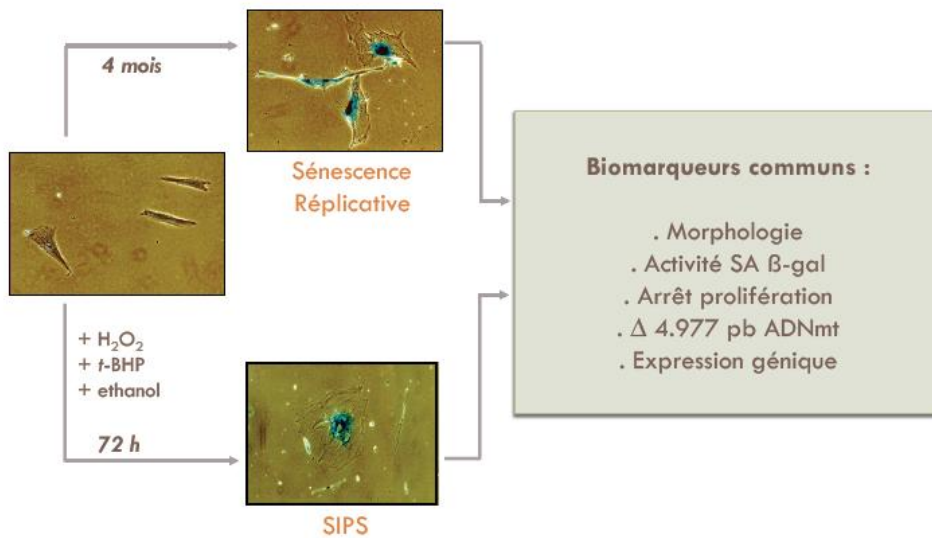 4 mois
Sénescence
Réplicative
+ H₂O₂
+ t-BHP
+ ethanol
72 h
SIPS
Biomarqueurs communs :
. Morphologie
. Activité SA ß-gal
. Arrêt prolifération
. Δ 4.977 pb ADNmt
. Expression génique